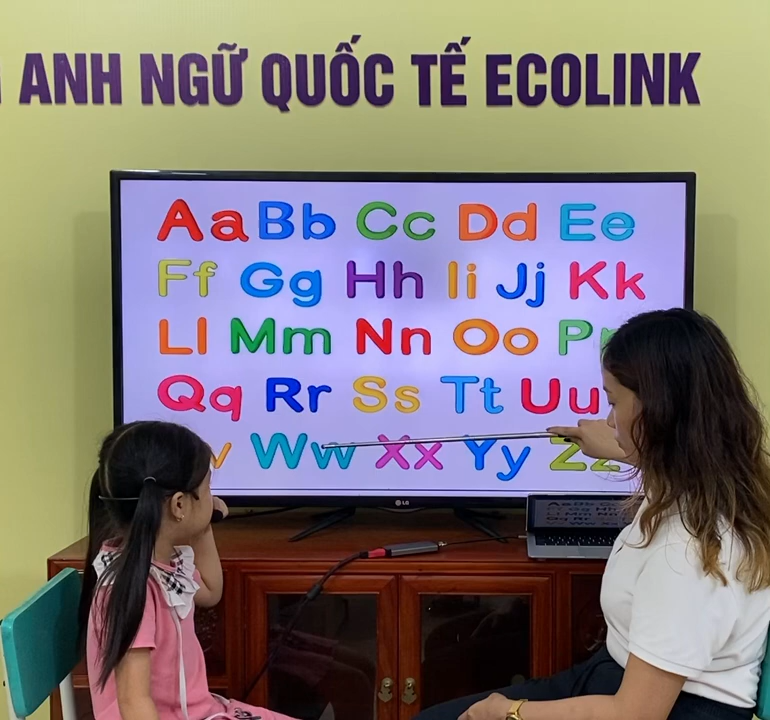 ANH NGỮ QUỐC TẾ ECOLINK
Aa Bb Cc Dd Ee
Ff Gg Hh Ii Jj Kk
Ll Mm Nn Oo P
Qq Rr Ss Tt Uu
v Ww Xx Yy Zz
LG